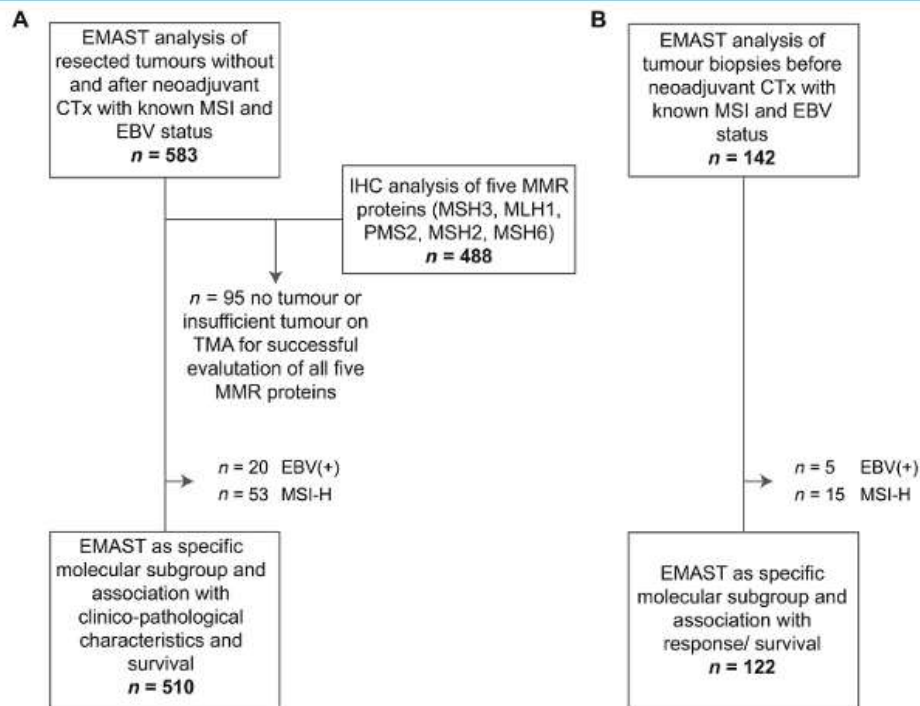 A
EMAST analysis of
resected tumours without
and after neoadjuvant
CTx with known MSI and
EBV status
n = 583
IHC analysis of five MMR
proteins (MSH3, MLH1,
PMS2, MSH2, MSH6)
n = 488
n = 95 no tumour or
insufficient tumour on
TMA for successful
evalutation of all five
MMR proteins
n = 20 EBV(+)
n = 53 MSI-H
EMAST as specific
molecular subgroup and
association with
clinico-pathological
characteristics and
survival
n = 510
B
EMAST analysis of
tumour biopsies before
neoadjuvant CTx with
known MSI and EBV
status
n = 142
n = 5 EBV(+)
n = 15 MSI-H
EMAST as specific
molecular subgroup and
association with
response/ survival
n = 122